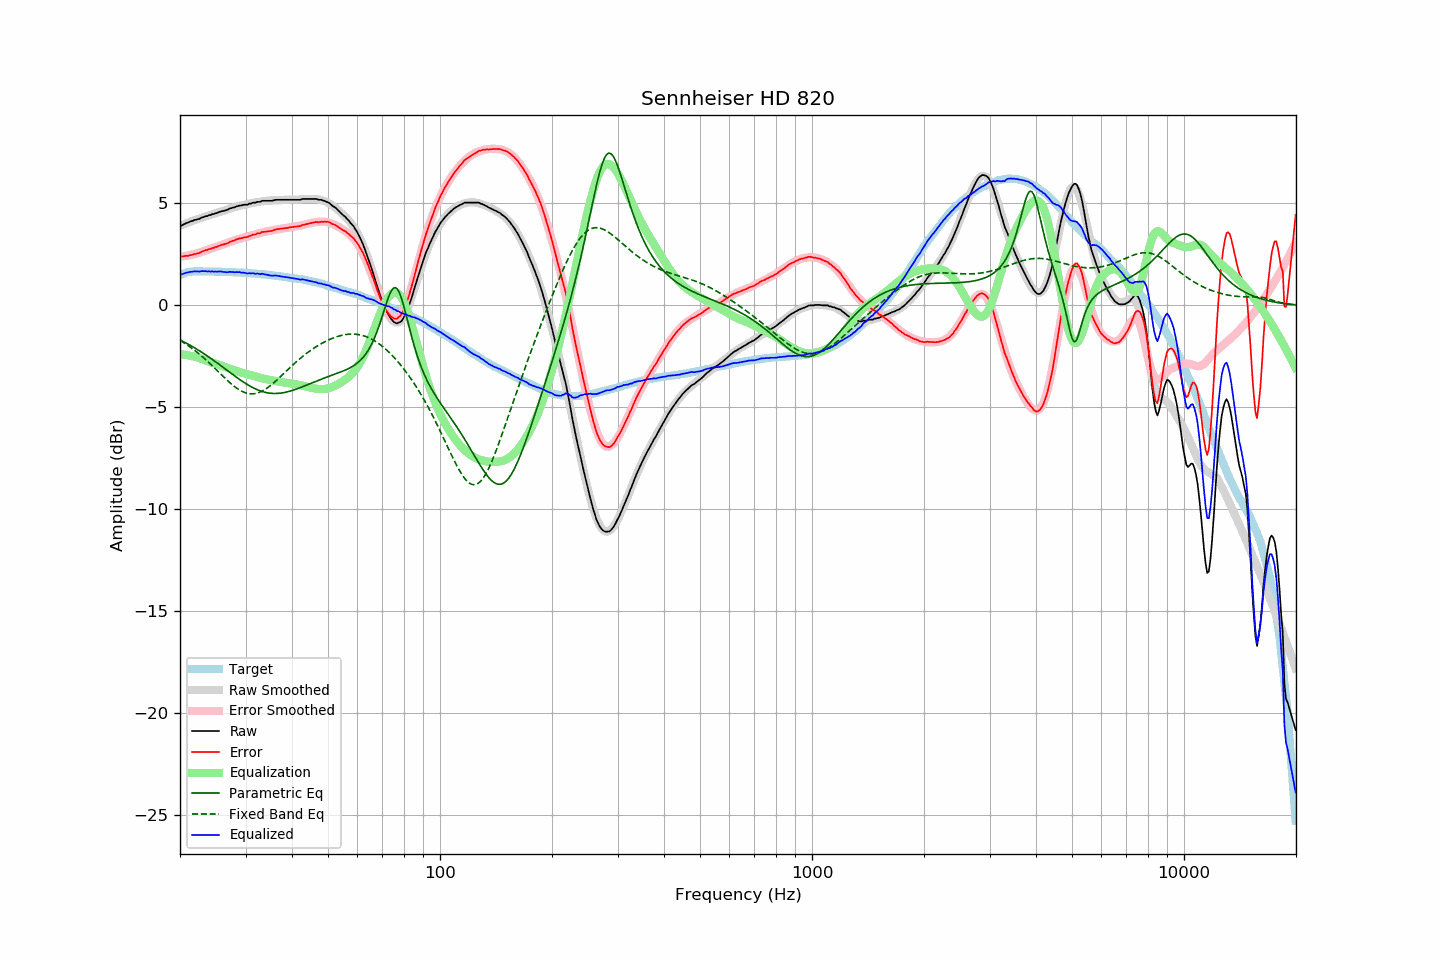 Sennheiser HD 820
Amplitude (dBr)
5
0
−5
−10
−15
−20
−25
Target
Raw Smoothed
Error Smoothed
Raw
Error
Equalization
Parametric Eq
Fixed Band Eq
Equalized
100
1000
10000
Frequency (Hz)